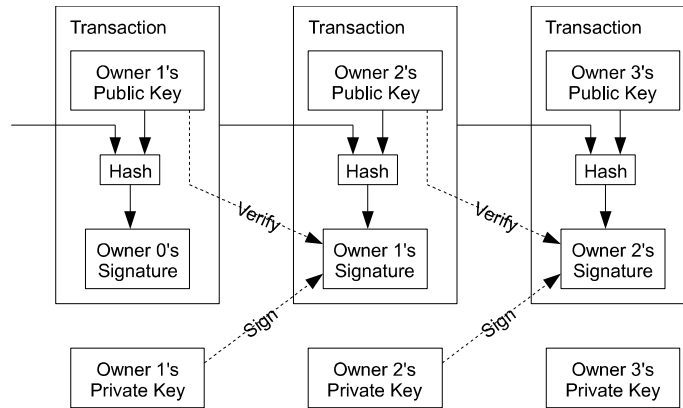 Transaction
Transaction
Transaction
Owner 1's
Public Key
Owner 2's
Public Key
Owner 3's
Public Key
Hash
Hash
Hash
Verify
Verify
Owner 0's
Signature
Owner 1's
Signature
Owner 2's
Signature
Sign
Sign
Owner 1's
Private Key
Owner 2's
Private Key
Owner 3's
Private Key